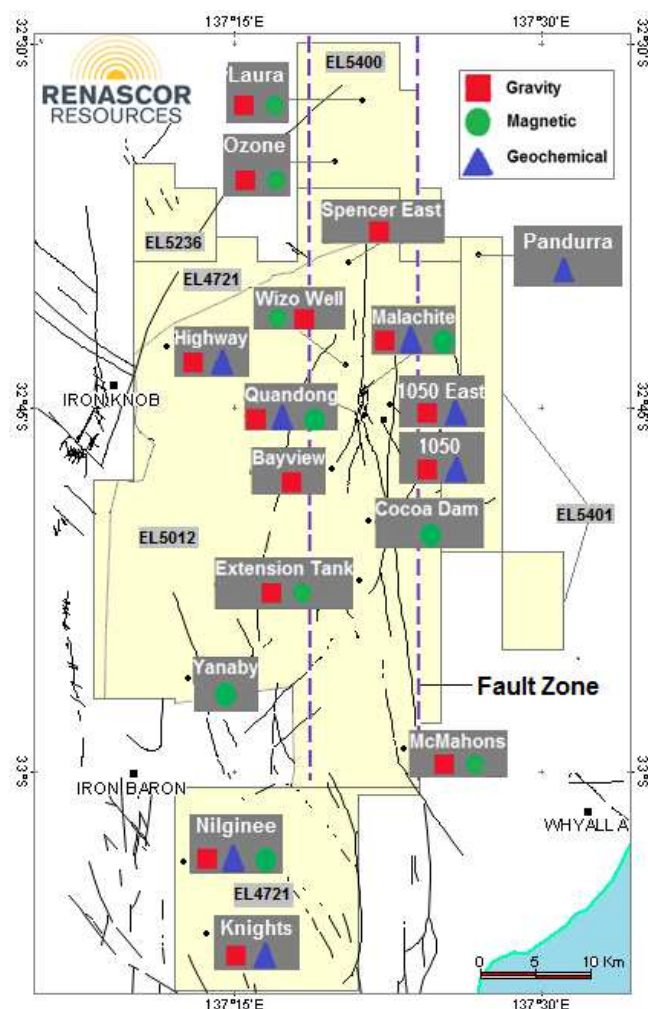 137°15'E
137°30'E
32°30'S
32°30'S
RENASCOR
RESOURCES
EL5400
Laura
Gravity
Magnetic
Geochemical
Ozone
Spencer East
EL5236
Pandurra
EL4721
Wizo Well
Malachite
Highway
IRON KNOB
1050 East
Quandong
32°45'S
32°45'S
1050
Bayview
Cocoa Dam
EL5401
EL5012
Extension Tank
Yanaby
Fault Zone
McMahons
33°S
33°S
IRON BARON
WHYALLA
Nilginee
EL4721
Knights
0 5 10 Km
137°15'E
137°30'E